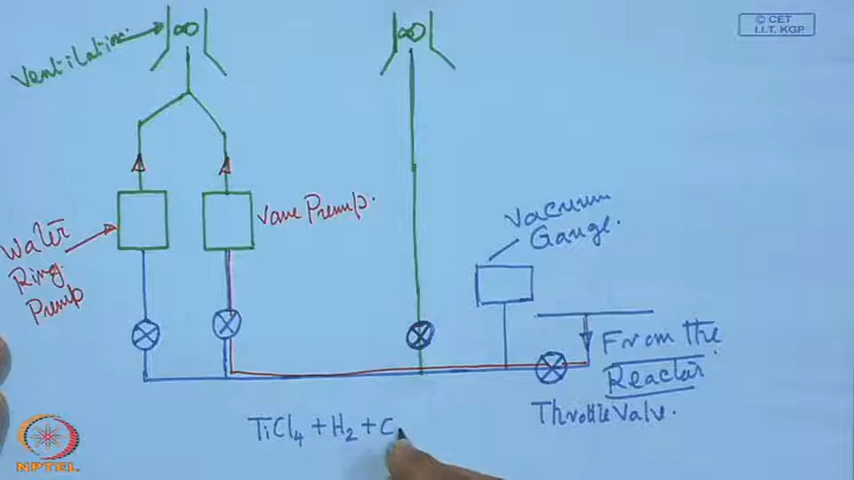 © CET
I.I.T. KGP
Ventilation
Vane Pump.
Water
Ring
Pump
Vacuum
Gauge.
From the
Reactor
Throttle Valve.
TiCl4 + H2 + C
NPTEL